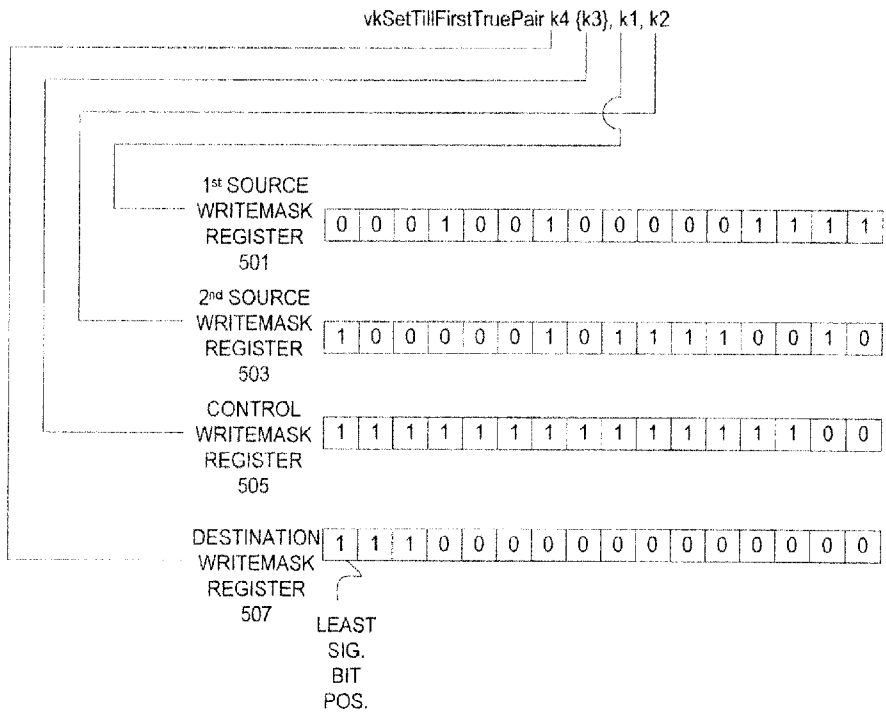 vkSetTillFirstTruePair k4 {k3}, k1, k2
1st SOURCE
WRITEMASK
REGISTER
501
0 0 0 1 0 0 1 0 0 0 0 0 1 1 1 1
2nd SOURCE
WRITEMASK
REGISTER
503
1 0 0 0 0 0 1 0 1 1 1 1 0 0 1 0
CONTROL
WRITEMASK
REGISTER
505
1 1 1 1 1 1 1 1 1 1 1 1 1 1 0 0
DESTINATION
WRITEMASK
REGISTER
507
1 1 1 0 0 0 0 0 0 0 0 0 0 0 0 0
LEAST
SIG.
BIT
POS.